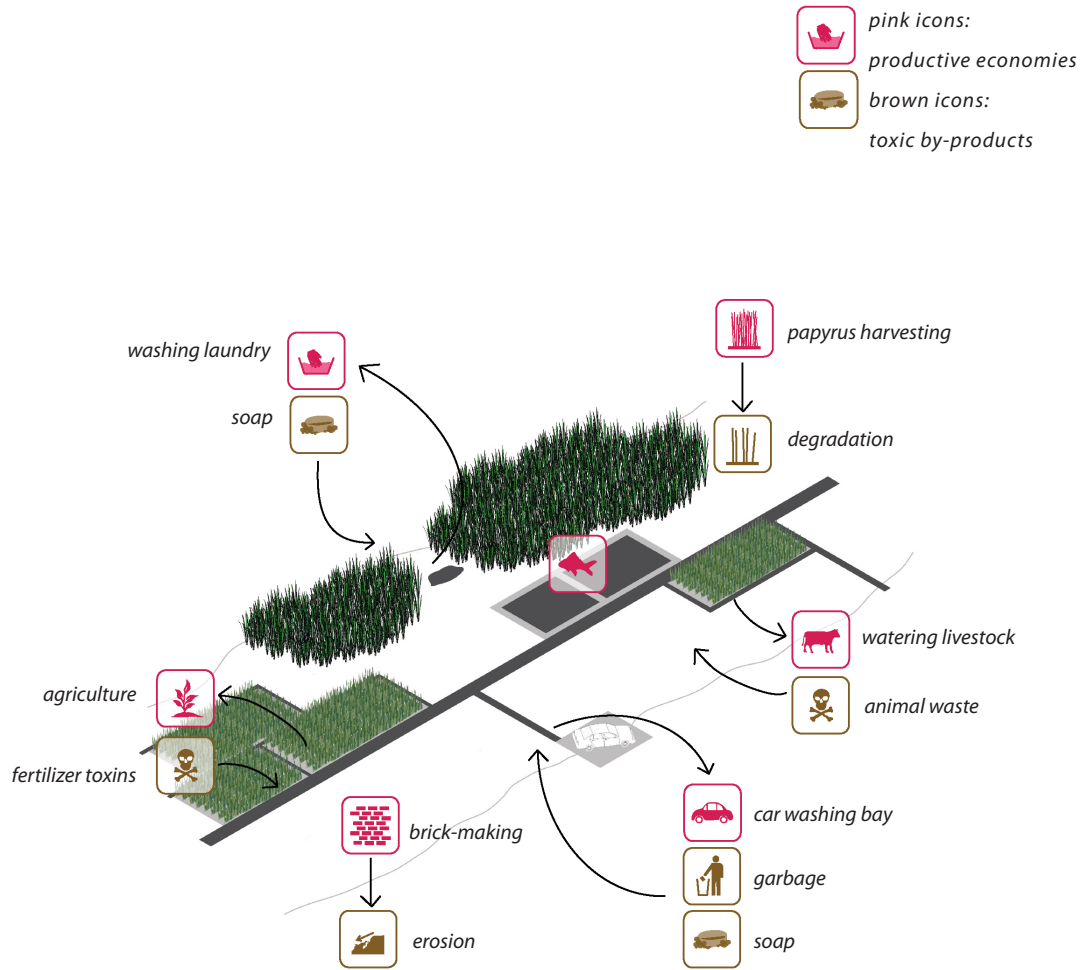 pink icons:
productive economies
brown icons:
toxic by-products
papyrus harvesting
washing laundry
soap
degradation
watering livestock
agriculture
animal waste
fertilizer toxins
car washing bay
brick-making
garbage
erosion
soap